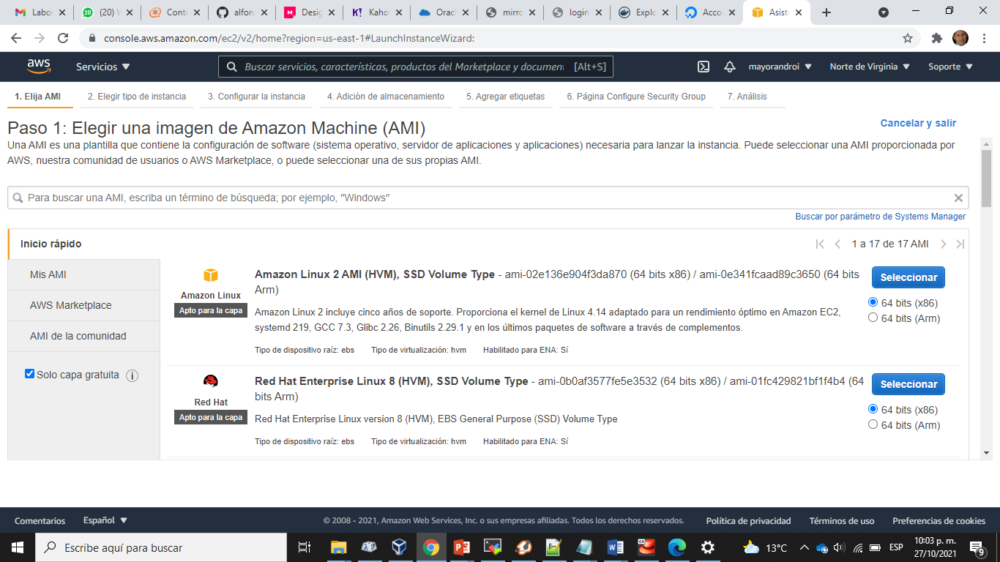 Labor
(20) W
Conte
alfon
Desig
K! Kaho
Oracl
mirro
login
Explo
Acco
Asist
console.aws.amazon.com/ec2/v2/home?region=us-east-1#LaunchInstanceWizard:
aws
Servicios
Buscar servicios, características, productos del Marketplace y document [Alt+S]
mayorandroi
Norte de Virginia
Soporte
1. Elija AMI
2. Elegir tipo de instancia
3. Configurar la instancia
4. Adición de almacenamiento
5. Agregar etiquetas
6. Página Configure Security Group
7. Análisis
Paso 1: Elegir una imagen de Amazon Machine (AMI)
Cancelar y salir
Una AMI es una plantilla que contiene la configuración de software (sistema operativo, servidor de aplicaciones y aplicaciones) necesaria para lanzar la instancia. Puede seleccionar una AMI proporcionada por
AWS, nuestra comunidad de usuarios o AWS Marketplace, o puede seleccionar una de sus propias AMI.
Para buscar una AMI, escriba un término de búsqueda; por ejemplo, "Windows"
Buscar por parámetro de Systems Manager
Inicio rápido
1 a 17 de 17 AMI
Mis AMI
AWS Marketplace
AMI de la comunidad
Solo capa gratuita
Amazon Linux
Apto para la capa
Amazon Linux 2 AMI (HVM), SSD Volume Type - ami-02e136e904f3da870 (64 bits x86) / ami-0e341fcaad89c3650 (64 bits
Arm)
Amazon Linux 2 incluye cinco años de soporte. Proporciona el kernel de Linux 4.14 adaptado para un rendimiento óptimo en Amazon EC2,
systemd 219, GCC 7.3, Glibc 2.26, Binutils 2.29.1 y en los últimos paquetes de software a través de complementos.
Tipo de dispositivo raíz: ebs
Tipo de virtualización: hvm
Habilitado para ENA: Sí
Seleccionar
64 bits (x86)
64 bits (Arm)
Red Hat
Apto para la capa
Red Hat Enterprise Linux 8 (HVM), SSD Volume Type - ami-0b0af3577fe5e3532 (64 bits x86) / ami-01fc429821bf1f4b4 (64
bits Arm)
Red Hat Enterprise Linux version 8 (HVM), EBS General Purpose (SSD) Volume Type
Tipo de dispositivo raíz: ebs
Tipo de virtualización: hvm
Habilitado para ENA: Sí
Seleccionar
64 bits (x86)
64 bits (Arm)
Comentarios
Español
© 2008 - 2021, Amazon Web Services, Inc. o sus empresas afiliadas. Todos los derechos reservados.
Política de privacidad
Términos de uso
Preferencias de cookies
Escribe aquí para buscar
13°C
ESP
10:03 p. m.
27/10/2021
9